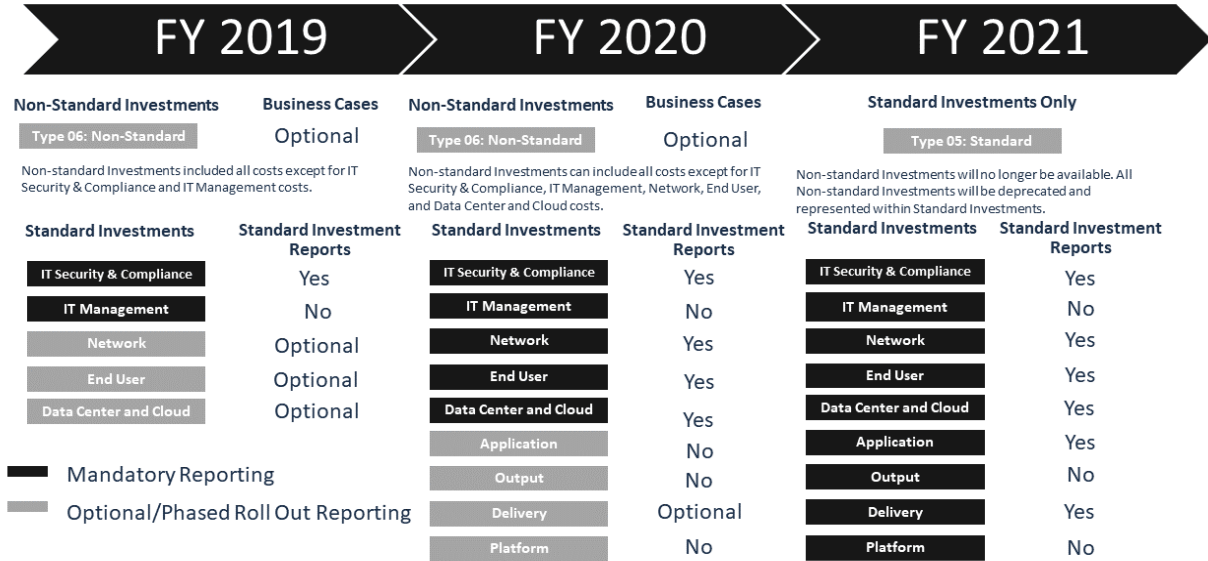 FY 2019
FY 2020
FY 2021
Non-Standard Investments
Business Cases
Type 06: Non-Standard
Optional
Non-standard Investments included all costs except for IT
Security & Compliance and IT Management costs.
Standard Investments
Standard Investment
Reports
IT Security & Compliance
Yes
IT Management
No
Network
Optional
End User
Optional
Data Center and Cloud
Optional
Mandatory Reporting
Optional/Phased Roll Out Reporting
Non-Standard Investments
Business Cases
Type 06: Non-Standard
Optional
Non-standard Investments can include all costs except for IT
Security & Compliance, IT Management, Network, End User,
and Data Center and Cloud costs.
Standard Investments
Standard Investment
Reports
IT Security & Compliance
Yes
IT Management
No
Network
Yes
End User
Yes
Data Center and Cloud
Yes
Application
No
Output
No
Delivery
Optional
Platform
No
Standard Investments Only
Type 05: Standard
Non-standard Investments will no longer be available. All
Non-standard Investments will be deprecated and
represented within Standard Investments.
Standard Investments
Standard Investment
Reports
IT Security & Compliance
Yes
IT Management
No
Network
Yes
End User
Yes
Data Center and Cloud
Yes
Application
Yes
Output
No
Delivery
Yes
Platform
No